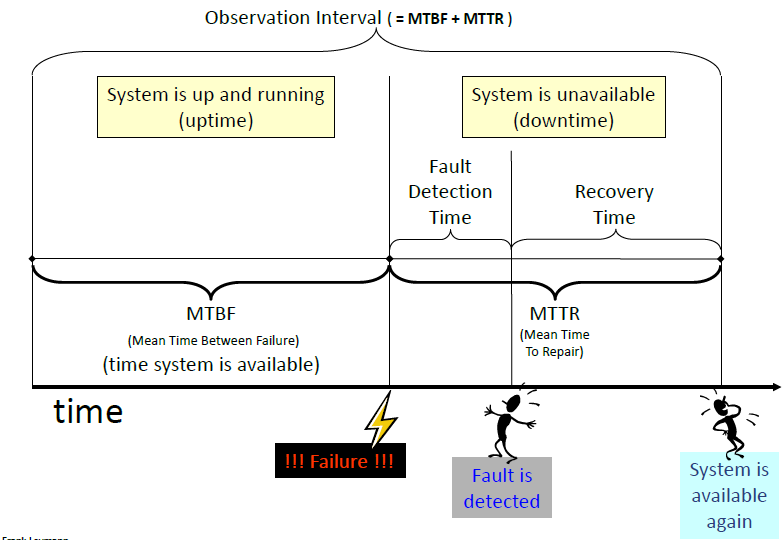 Observation Interval ( = MTBF + MTTR )
System is up and running
(uptime)
System is unavailable
(downtime)
Fault
Detection
Time
Recovery
Time
MTBF
(Mean Time Between Failure)
(time system is available)
MTTR
(Mean Time
To Repair)
time
!!! Failure !!!
Fault is
detected
System is
available
again